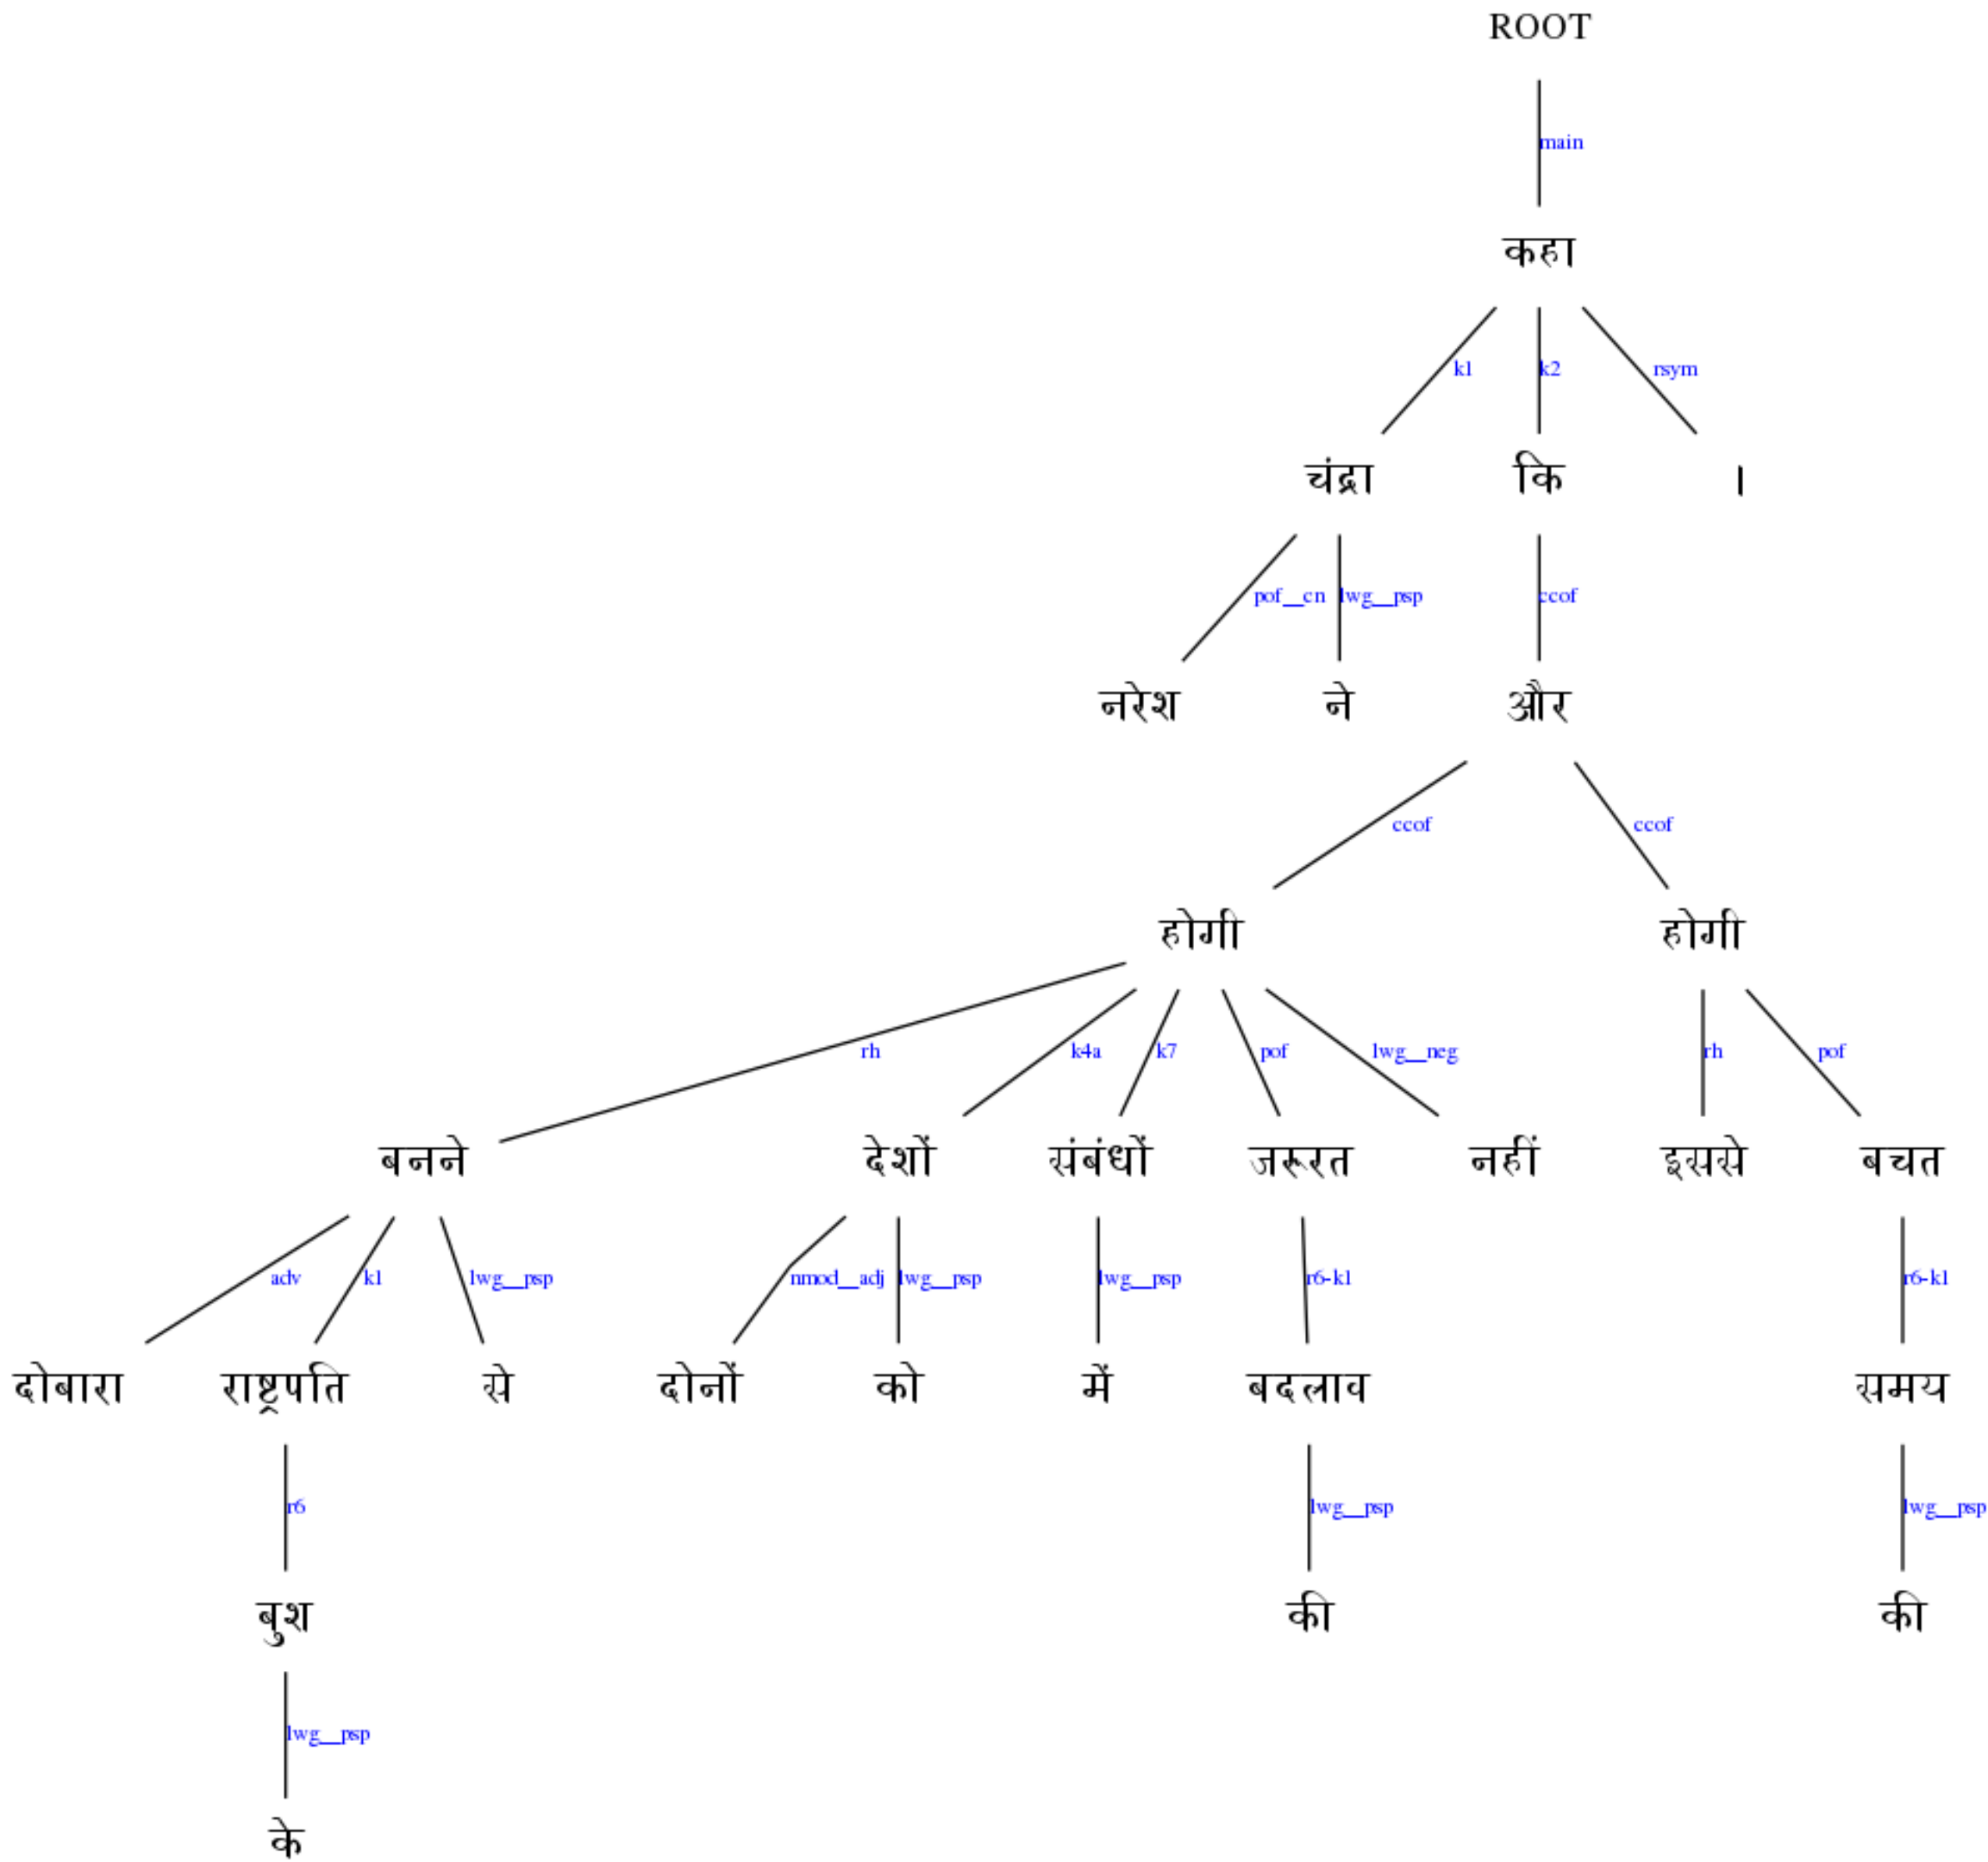 ROOT
main
कहा
k1 k2 rsym
चंद्रा कि ।
pof__cn lwg__psp ccof
नरेश ने और
ccof ccof
होगी होगी
rh k4a k7 pof lwg__neg rh pof
बनने देशों संबंधों जरूरत नहीं इससे बचत
adv k1 lwg__psp nmod__adj lwg__psp lwg__psp r6-k1 r6-k1
दोबारा राष्ट्रपति से दोनों को में बदलाव समय
r6 lwg__psp lwg__psp
बुश की की
lwg__psp
के